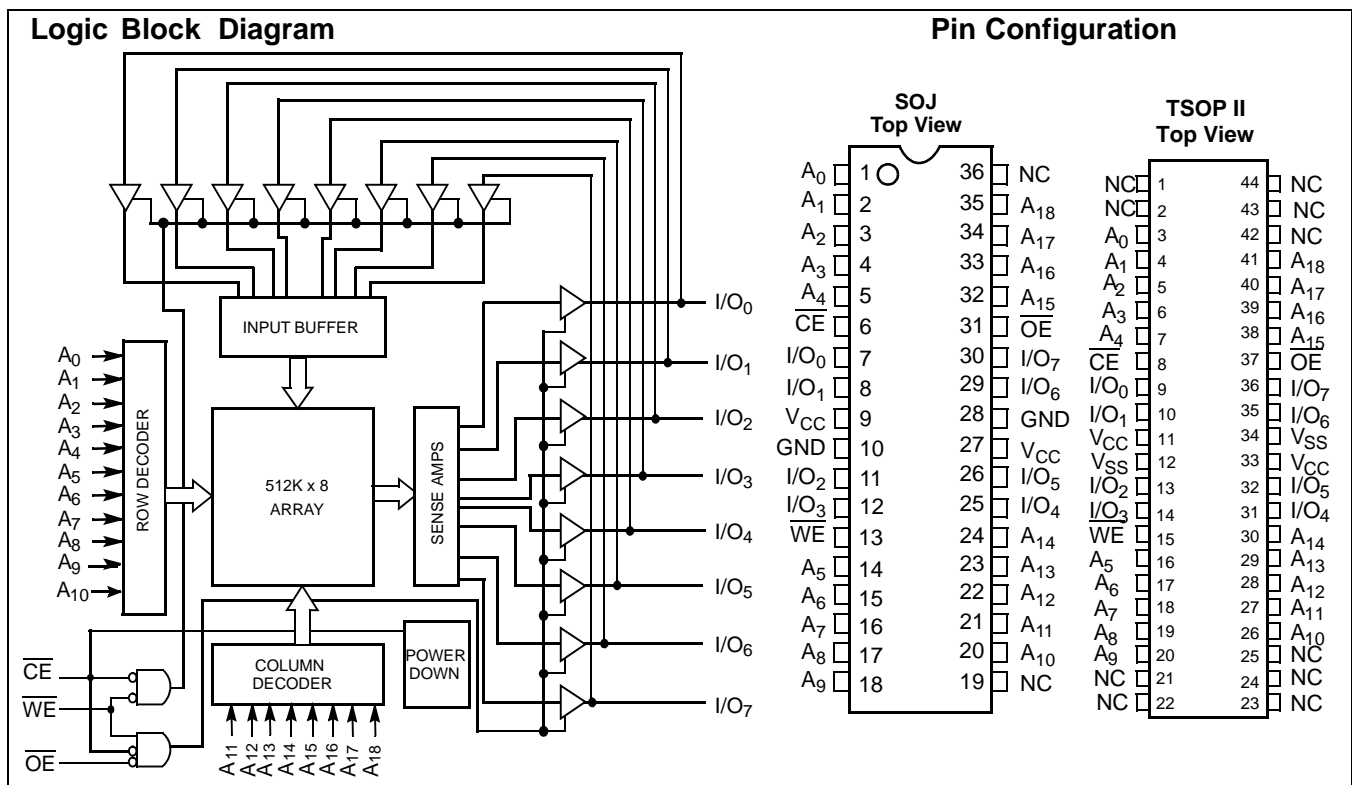 Logic Block Diagram
Pin Configuration
INPUT BUFFER
A0
A1
A2
A3
A4
A5
A6
A7
A8
A9
A10
ROW DECODER
512K x 8
ARRAY
SENSE AMPS
I/O0
I/O1
I/O2
I/O3
I/O4
I/O5
I/O6
I/O7
COLUMN
DECODER
POWER
DOWN
C̅E̅
W̅E̅
O̅E̅
A11
A12
A13
A14
A15
A16
A17
A18
SOJ
Top View
A0 1 36 NC
A1 2 35 A18
A2 3 34 A17
A3 4 33 A16
A4 5 32 A15
C̅E̅ 6 31 O̅E̅
I/O0 7 30 I/O7
I/O1 8 29 I/O6
VCC 9 28 GND
GND 10 27 VCC
I/O2 11 26 I/O5
I/O3 12 25 I/O4
W̅E̅ 13 24 A14
A5 14 23 A13
A6 15 22 A12
A7 16 21 A11
A8 17 20 A10
A9 18 19 NC
TSOP II
Top View
NC 1 44 NC
NC 2 43 NC
A0 3 42 NC
A1 4 41 A18
A2 5 40 A17
A3 6 39 A16
A4 7 38 A15
C̅E̅ 8 37 O̅E̅
I/O0 9 36 I/O7
I/O1 10 35 I/O6
VCC 11 34 VSS
VSS 12 33 VCC
I/O2 13 32 I/O5
I/O3 14 31 I/O4
W̅E̅ 15 30 A14
A5 16 29 A13
A6 17 28 A12
A7 18 27 A11
A8 19 26 A10
A9 20 25 NC
NC 21 24 NC
NC 22 23 NC